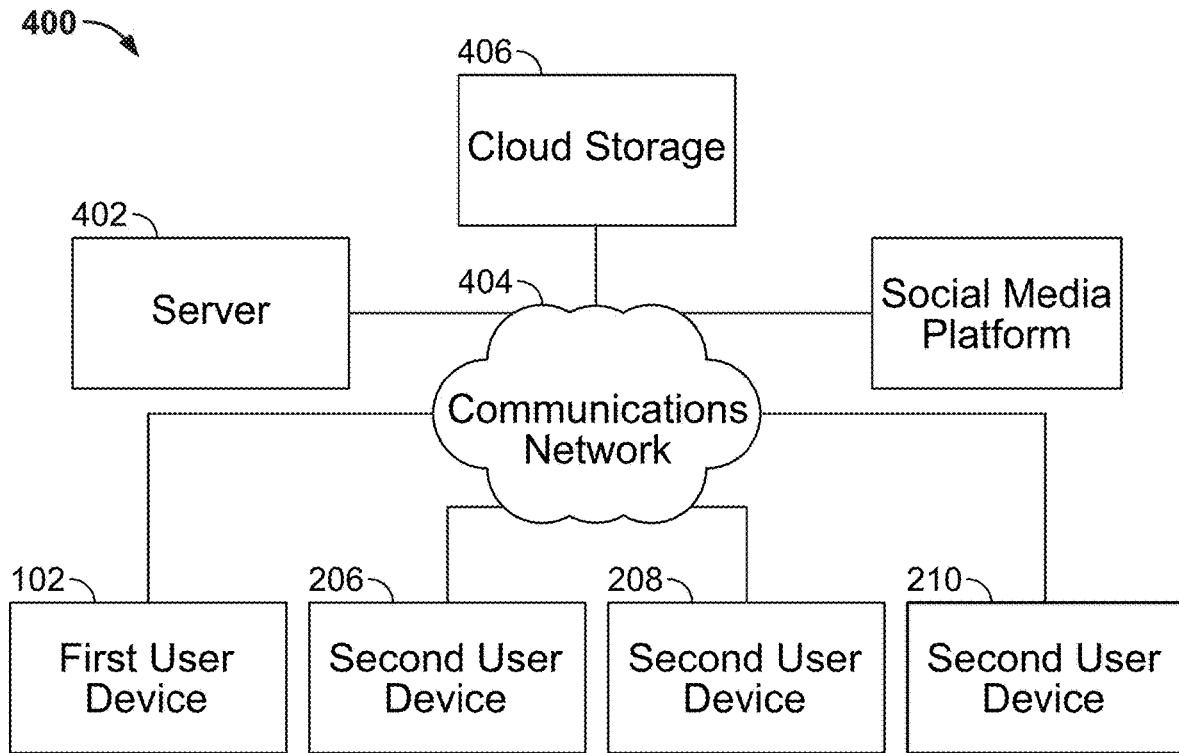 400
406
Cloud Storage
402
Server
404
Social Media
Platform
Communications
Network
102
First User
Device
206
Second User
Device
208
Second User
Device
210
Second User
Device